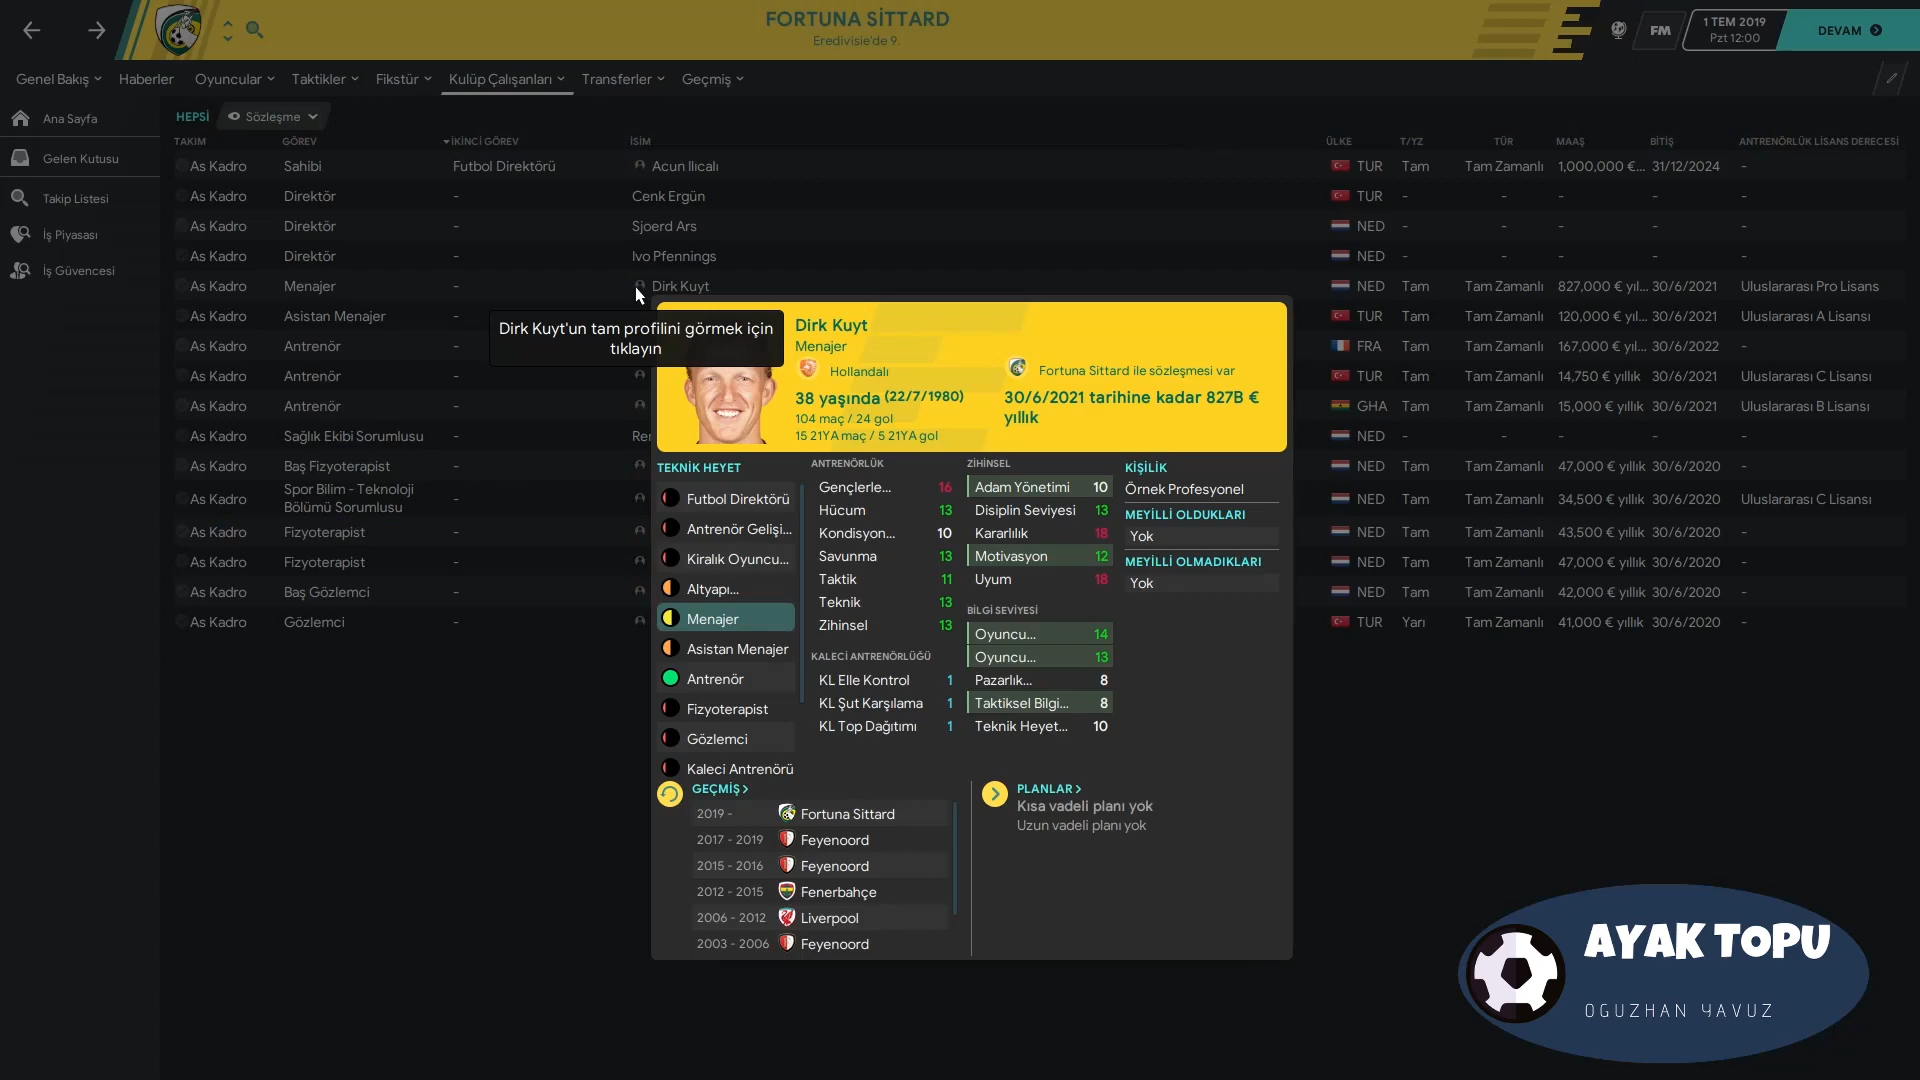 FORTUNA SİTTARD
Eredivisie'de 9.
FM
1 TEM 2019
Pzt 12:00
DEVAM
Genel Bakış
Haberler
Oyuncular
Taktikler
Fikstür
Kulüp Çalışanları
Transferler
Geçmiş
Ana Sayfa
Gelen Kutusu
Takip Listesi
İş Piyasası
İş Güvencesi
HEPSİ
Sözleşme
TAKIM GÖREV İKİNCİ GÖREV İSİM ÜLKE T/YZ TÜR MAAŞ BİTİŞ ANTRENÖRLÜK LİSANS DERECESİ
As Kadro Sahibi Futbol Direktörü Acun Ilıcalı TUR Tam Tam Zamanlı 1,000,000 €... 31/12/2024 -
As Kadro Direktör - Cenk Ergün TUR - - - - -
As Kadro Direktör - Sjoerd Ars NED - - - - -
As Kadro Direktör - Ivo Pfennings NED - - - - -
As Kadro Menajer - Dirk Kuyt NED Tam Tam Zamanlı 827,000 € yıl... 30/6/2021 Uluslararası Pro Lisans
As Kadro Asistan Menajer - TUR Tam Tam Zamanlı 120,000 € yıl... 30/6/2021 Uluslararası A Lisansı
As Kadro Antrenör - FRA Tam Tam Zamanlı 167,000 € yıl... 30/6/2022 -
As Kadro Antrenör - TUR Tam Tam Zamanlı 14,750 € yıllık 30/6/2021 Uluslararası C Lisansı
As Kadro Antrenör - GHA Tam Tam Zamanlı 15,000 € yıllık 30/6/2021 Uluslararası B Lisansı
As Kadro Sağlık Ekibi Sorumlusu - NED - - - - -
As Kadro Baş Fizyoterapist - NED Tam Tam Zamanlı 47,000 € yıllık 30/6/2020 -
As Kadro Spor Bilim - Teknoloji Bölümü Sorumlusu - NED Tam Tam Zamanlı 34,500 € yıllık 30/6/2020 Uluslararası C Lisansı
As Kadro Fizyoterapist - NED Tam Tam Zamanlı 43,500 € yıllık 30/6/2020 -
As Kadro Fizyoterapist - NED Tam Tam Zamanlı 47,000 € yıllık 30/6/2020 -
As Kadro Baş Gözlemci - NED Tam Tam Zamanlı 42,000 € yıllık 30/6/2020 -
As Kadro Gözlemci - TUR Yarı Tam Zamanlı 41,000 € yıllık 30/6/2020 -
Dirk Kuyt'un tam profilini görmek için
tıklayın
Dirk Kuyt
Menajer
Hollandalı
38 yaşında (22/7/1980)
104 maç / 24 gol
15 21YA maç / 5 21YA gol
Fortuna Sittard ile sözleşmesi var
30/6/2021 tarihine kadar 827B €
yıllık
TEKNİK HEYET
Futbol Direktörü
Antrenör Gelişi...
Kiralık Oyuncu...
Altyapı...
Menajer
Asistan Menajer
Antrenör
Fizyoterapist
Gözlemci
Kaleci Antrenörü
ANTRENÖRLÜK
Gençlerle... 16
Hücum 13
Kondisyon... 10
Savunma 13
Taktik 11
Teknik 13
Zihinsel 13
KALECİ ANTRENÖRLÜĞÜ
KL Elle Kontrol 1
KL Şut Karşılama 1
KL Top Dağıtımı 1
ZİHİNSEL
Adam Yönetimi 10
Disiplin Seviyesi 13
Kararlılık 18
Motivasyon 12
Uyum 18
BİLGİ SEVİYESİ
Oyuncu... 14
Oyuncu... 13
Pazarlık... 8
Taktiksel Bilgi... 8
Teknik Heyet... 10
KİŞİLİK
Örnek Profesyonel
MEYİLLİ OLDUKLARI
Yok
MEYİLLİ OLMADIKLARI
Yok
GEÇMİŞ
2019 - Fortuna Sittard
2017 - 2019 Feyenoord
2015 - 2016 Feyenoord
2012 - 2015 Fenerbahçe
2006 - 2012 Liverpool
2003 - 2006 Feyenoord
PLANLAR
Kısa vadeli planı yok
Uzun vadeli planı yok
AYAK TOPU
OGUZHAN YAVUZ